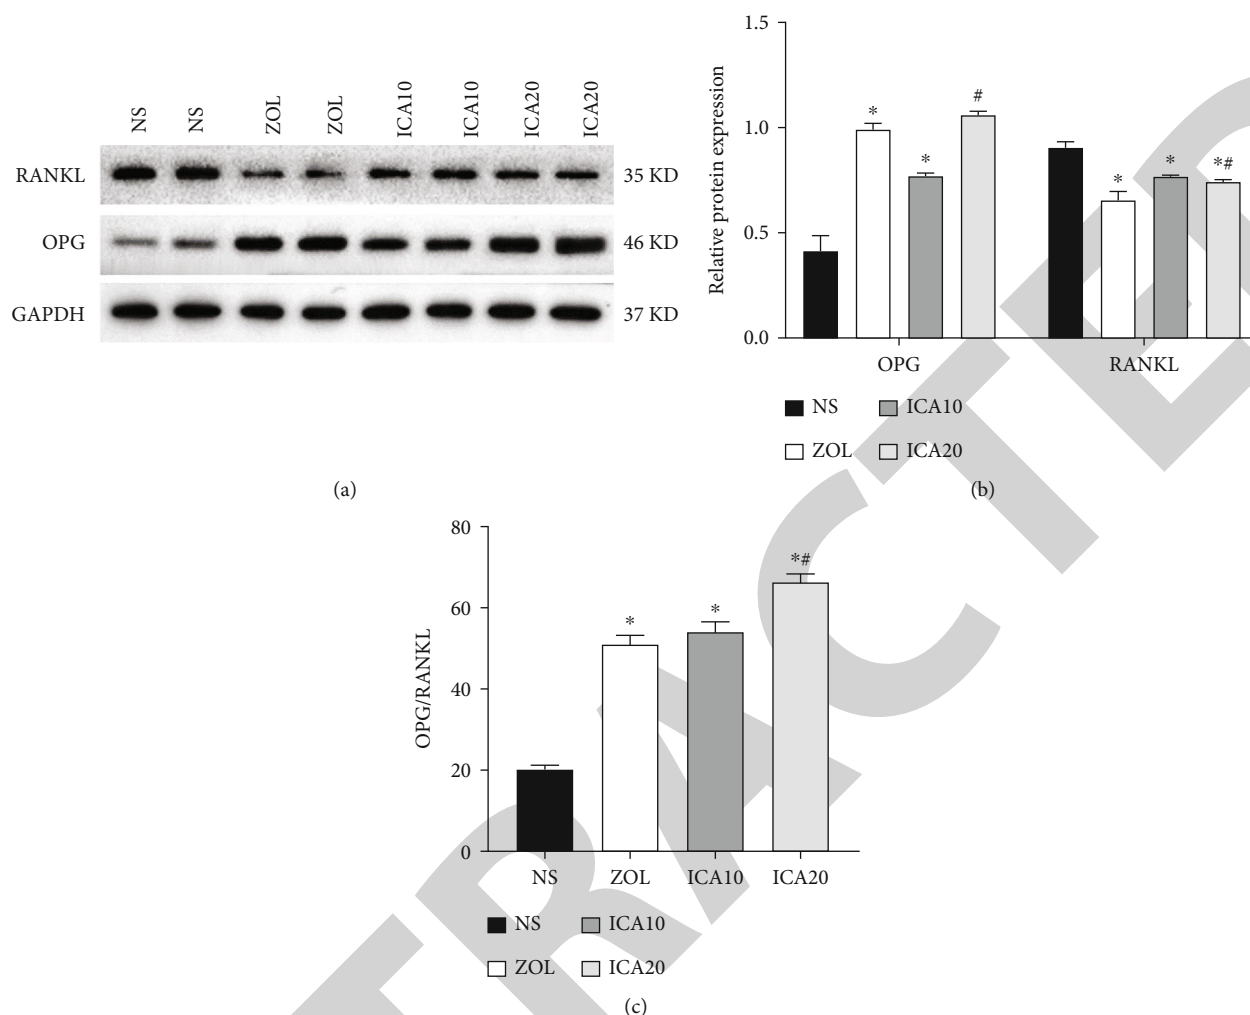 NS NS ZOL ZOL ICA10 ICA10 ICA20 ICA20
RANKL 35 KD
OPG 46 KD
GAPDH 37 KD
(a)
Relative protein expression
1.5
1.0
0.5
0.0
* * # * * *#
OPG RANKL
NS ICA10
ZOL ICA20
(b)
OPG/RANKL
80
60
40
20
0
* * *#
NS ZOL ICA10 ICA20
NS ICA10
ZOL ICA20
(c)
TRACTE